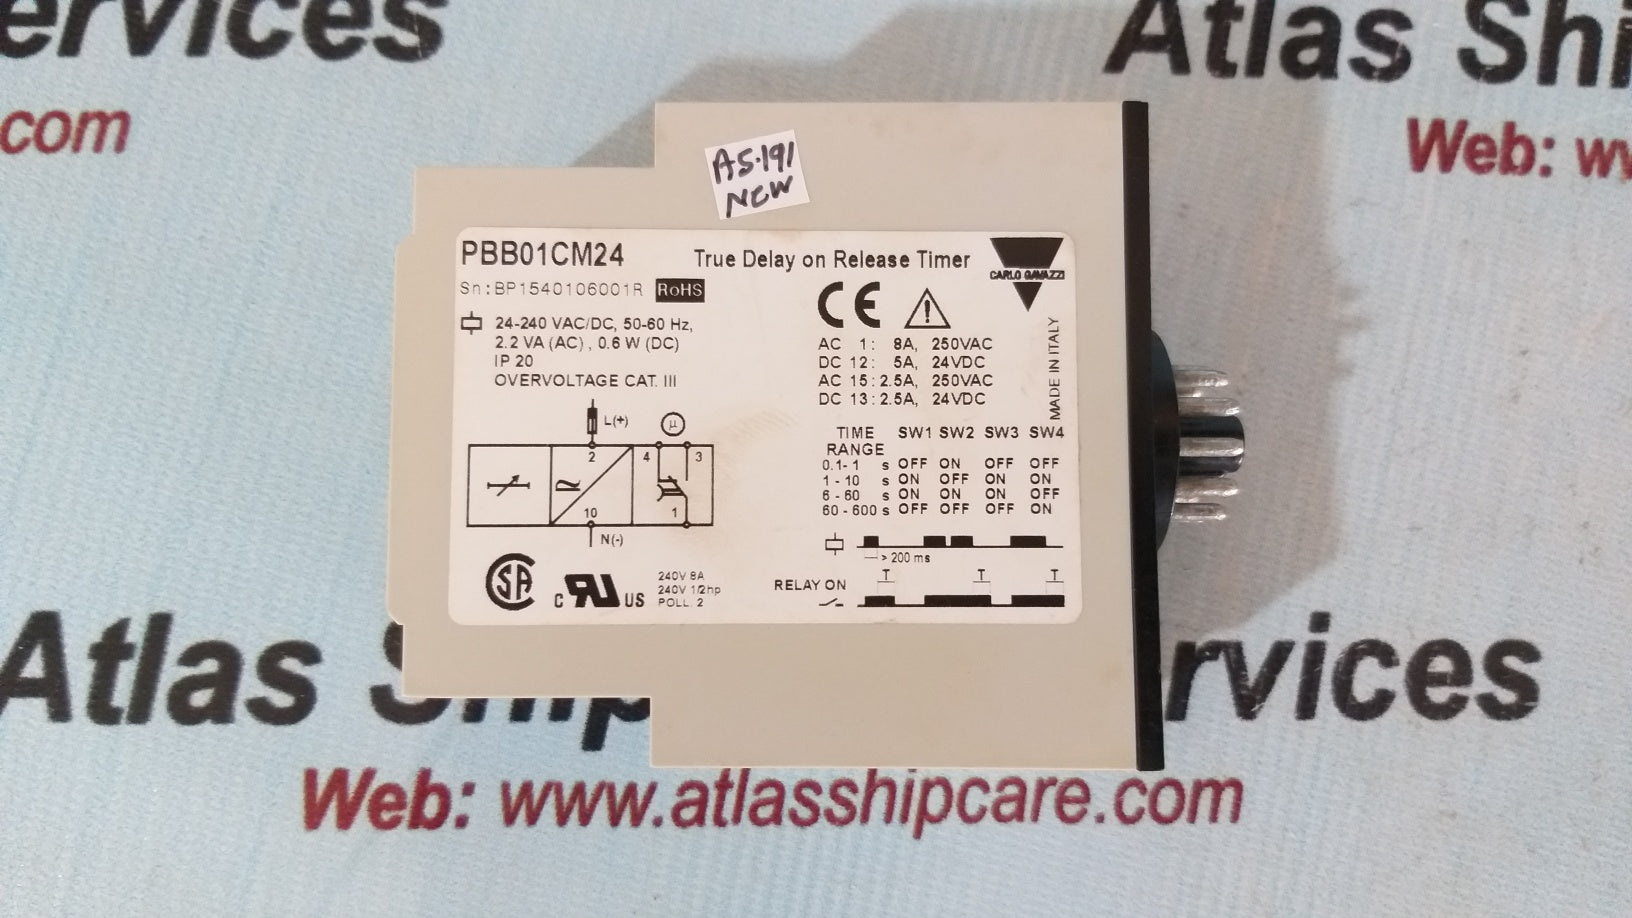 ervices
Atlas Shi
com
Web: w
AS.191
NEW
PBB01CM24
True Delay on Release Timer
CARLO GAVAZZI
Sn:BP1540106001R RoHS
CE
24-240 VAC/DC, 50-60 Hz,
2.2 VA (AC) , 0.6 W (DC)
IP 20
OVERVOLTAGE CAT. III
AC 1: 8A, 250VAC
DC 12: 5A, 24VDC
AC 15: 2.5A, 250VAC
DC 13: 2.5A, 24VDC
MADE IN ITALY
L(+)
µ
2 4 3
10 1
N(-)
TIME RANGE SW1 SW2 SW3 SW4
0.1- 1 s OFF ON OFF OFF
1 - 10 s ON OFF ON ON
6 - 60 s ON ON ON OFF
60 - 600 s OFF OFF OFF ON
> 200 ms
T T T
RELAY ON
SA
c RU US
240V 8A
240V 1/2hp
POLL. 2
Atlas Ship rvices
Web: www.atlasshipcare.com